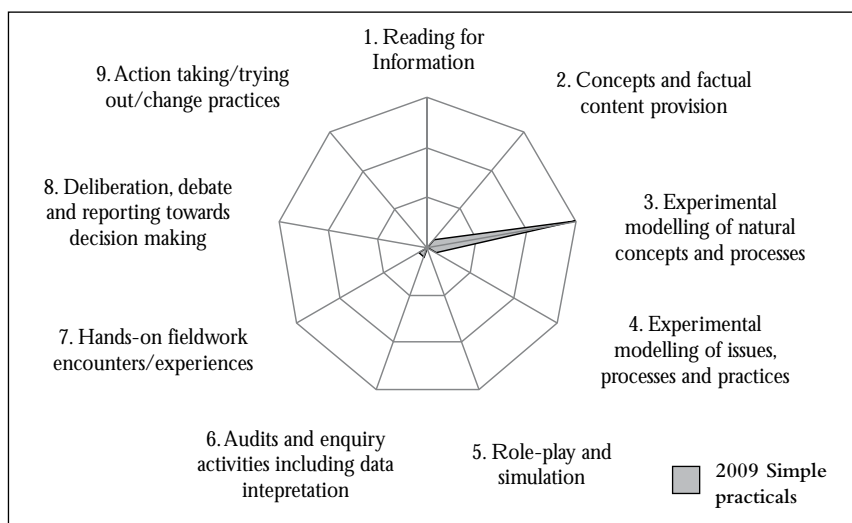 1. Reading for
Information
2. Concepts and factual
content provision
3. Experimental
modelling of natural
concepts and processes
4. Experimental
modelling of issues,
processes and practices
5. Role-play and
simulation
6. Audits and enquiry
activities including data
intepretation
7. Hands-on fieldwork
encounters/experiences
8. Deliberation, debate
and reporting towards
decision making
9. Action taking/trying
out/change practices
2009 Simple
practicals